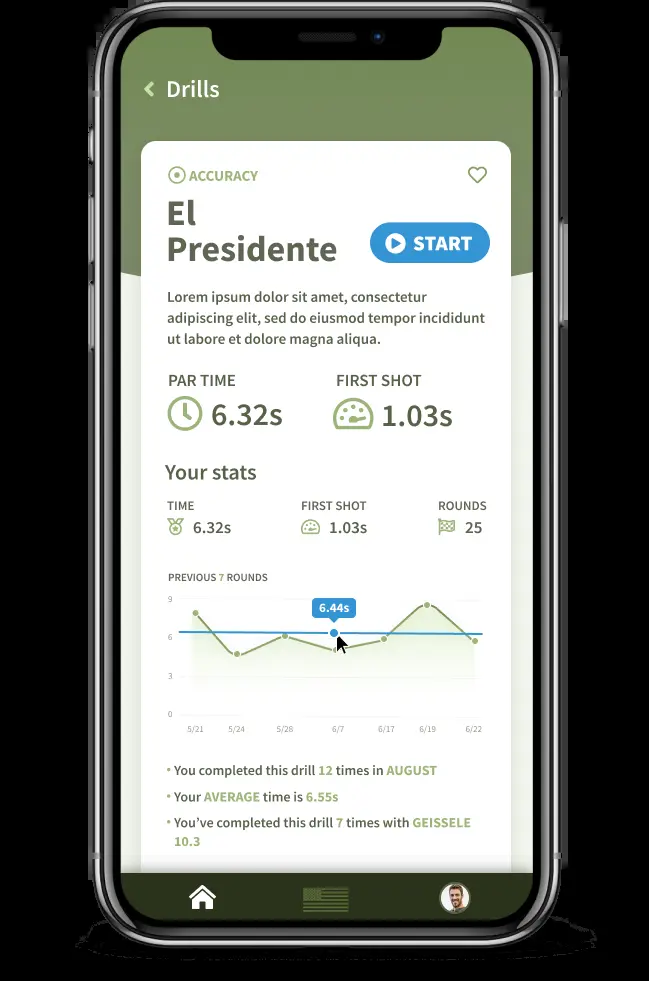 Drills
ACCURACY
El
Presidente
START
Lorem ipsum dolor sit amet, consectetur
adipiscing elit, sed do eiusmod tempor incididunt
ut labore et dolore magna aliqua.
PAR TIME
FIRST SHOT
6.32s
1.03s
Your stats
TIME
FIRST SHOT
ROUNDS
6.32s
1.03s
25
PREVIOUS 7 ROUNDS
9
6.44s
6
3
0
5/21 5/24 5/28 6/7 6/17 6/19 6/22
• You completed this drill 12 times in AUGUST
• Your AVERAGE time is 6.55s
• You’ve completed this drill 7 times with GEISSELE
10.3